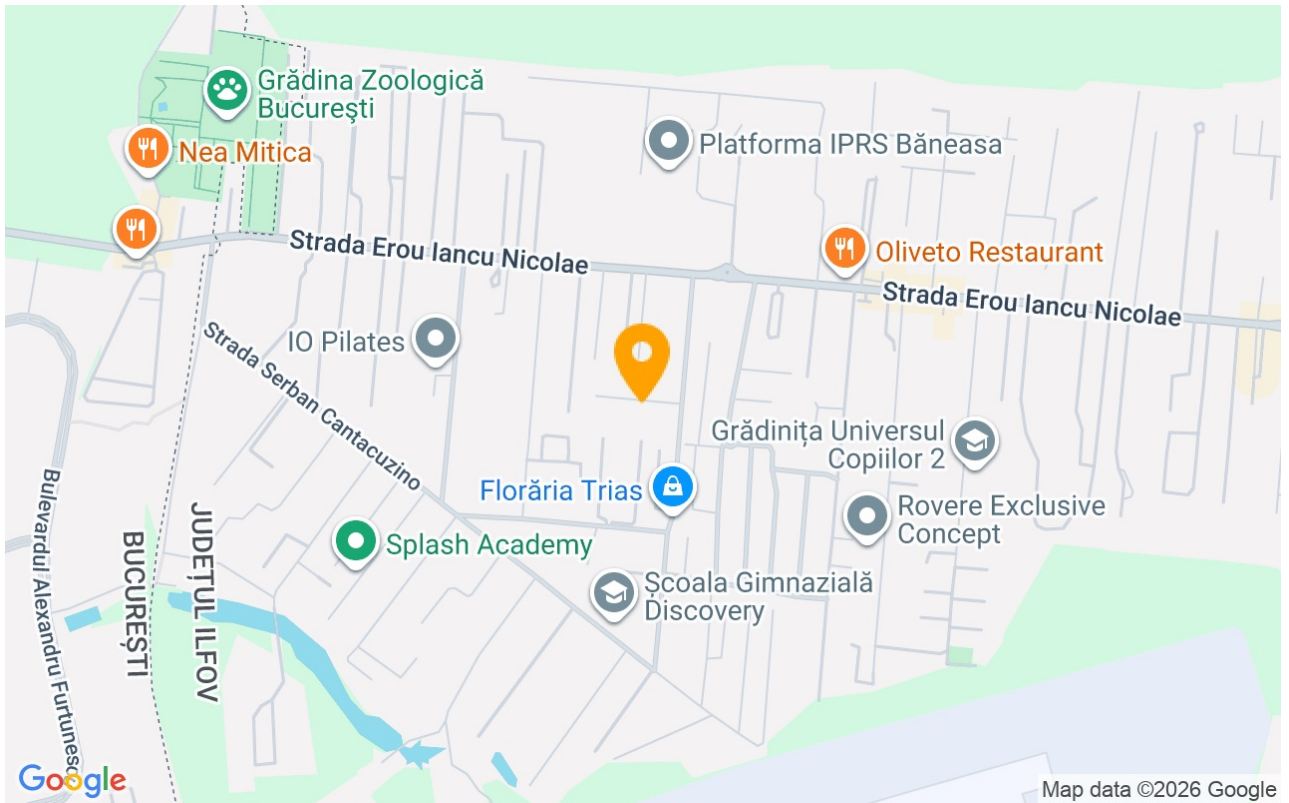 Grădina Zoologică
București
Nea Mitica
Platforma IPRS Băneasa
Strada Erou Iancu Nicolae
Oliveto Restaurant
Strada Erou Iancu Nicolae
IO Pilates
Strada Serban Cantacuzino
Grădinița Universul
Copiilor 2
Florăria Trias
Rovere Exclusive
Concept
Splash Academy
Școala Gimnazială
Discovery
JUDEȚUL ILFOV
BUCUREȘTI
Bulevardul Alexandru Furtunescu
Google
Map data ©2026 Google